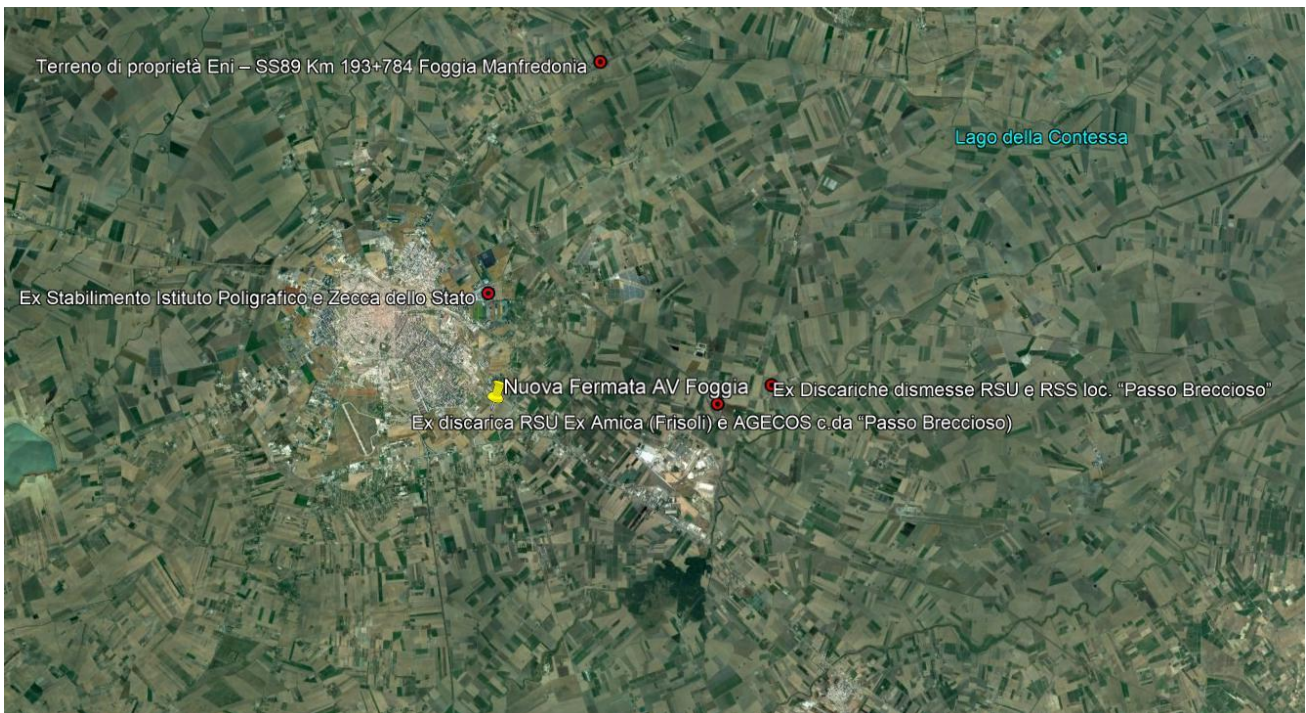 Terreno di proprietà Eni – SS89 Km 193+784 Foggia Manfredonia
Lago della Contessa
Ex Stabilimento Istituto Poligrafico e Zecca dello Stato
Nuova Fermata AV Foggia
Ex Discariche dismesse RSU e RSS loc. “Passo Breccioso”
Ex discarica RSU Ex Amica (Frisoli) e AGECOS c.da “Passo Breccioso)